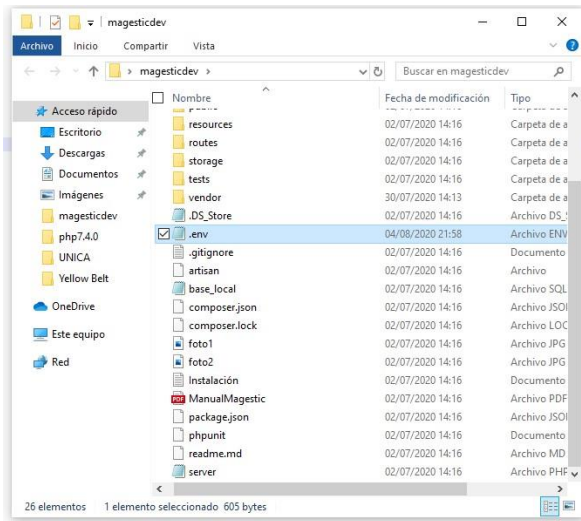 magesticdev
Archivo Inicio Compartir Vista
magesticdev
Buscar en magesticdev
Nombre Fecha de modificación Tipo
Acceso rápido
Escritorio
Descargas
Documentos
Imágenes
magesticdev
php7.4.0
UNICA
Yellow Belt
OneDrive
Este equipo
Red
resources 02/07/2020 14:16 Carpeta de a
routes 02/07/2020 14:16 Carpeta de a
storage 02/07/2020 14:16 Carpeta de a
tests 02/07/2020 14:16 Carpeta de a
vendor 30/07/2020 14:13 Carpeta de a
.DS_Store 02/07/2020 14:16 Archivo DS_
.env 04/08/2020 21:58 Archivo ENV
.gitignore 02/07/2020 14:16 Documento
artisan 02/07/2020 14:16 Archivo
base_local 02/07/2020 14:16 Archivo SQL
composer.json 02/07/2020 14:16 Archivo JSO
composer.lock 02/07/2020 14:16 Archivo LOC
foto1 02/07/2020 14:16 Archivo JPG
foto2 02/07/2020 14:16 Archivo JPG
Instalación 02/07/2020 14:16 Documento
ManualMagestic 02/07/2020 14:16 Archivo PDF
package.json 02/07/2020 14:16 Archivo JSO
phpunit 02/07/2020 14:16 Documento
readme.md 02/07/2020 14:16 Archivo MD
server 02/07/2020 14:16 Archivo PHP
26 elementos 1 elemento seleccionado 605 bytes